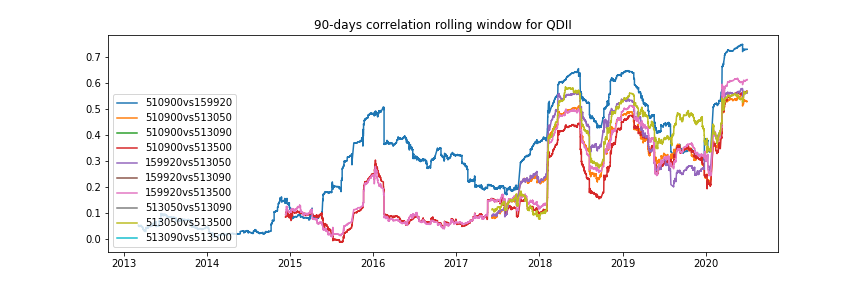 90-days correlation rolling window for QDII
0.7
0.6
0.5
0.4
0.3
0.2
0.1
0.0
510900vs159920
510900vs513050
510900vs513090
510900vs513500
159920vs513050
159920vs513090
159920vs513500
513050vs513090
513050vs513500
513090vs513500
2013 2014 2015 2016 2017 2018 2019 2020